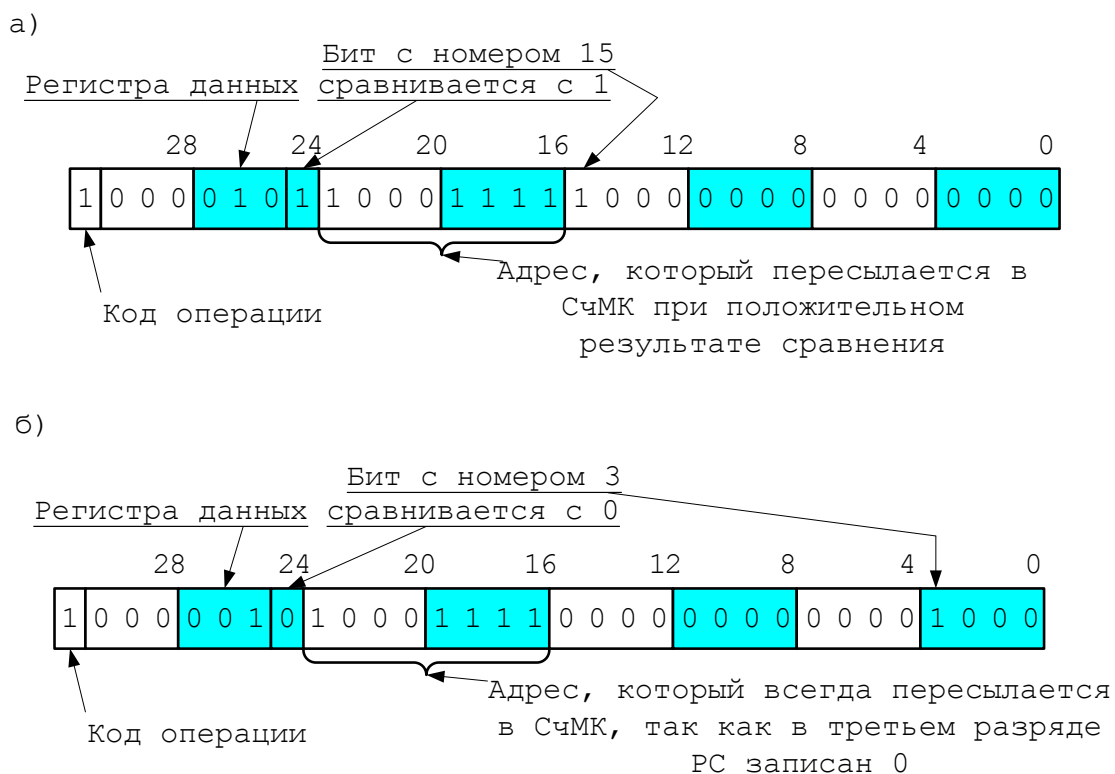 а)
Бит с номером 15
Регистра данных сравнивается с 1
28 24 20 16 12 8 4 0
1 0 0 0 0 1 0 1 1 0 0 0 1 1 1 1 1 0 0 0 0 0 0 0 0 0 0 0 0 0 0 0
Адрес, который пересылается в
СчМК при положительном
результате сравнения
Код операции
б)
Бит с номером 3
Регистра данных сравнивается с 0
28 24 20 16 12 8 4 0
1 0 0 0 0 0 1 0 1 0 0 0 1 1 1 1 0 0 0 0 0 0 0 0 0 0 0 0 1 0 0 0
Адрес, который всегда пересылается
в СчМК, так как в третьем разряде
РС записан 0
Код операции